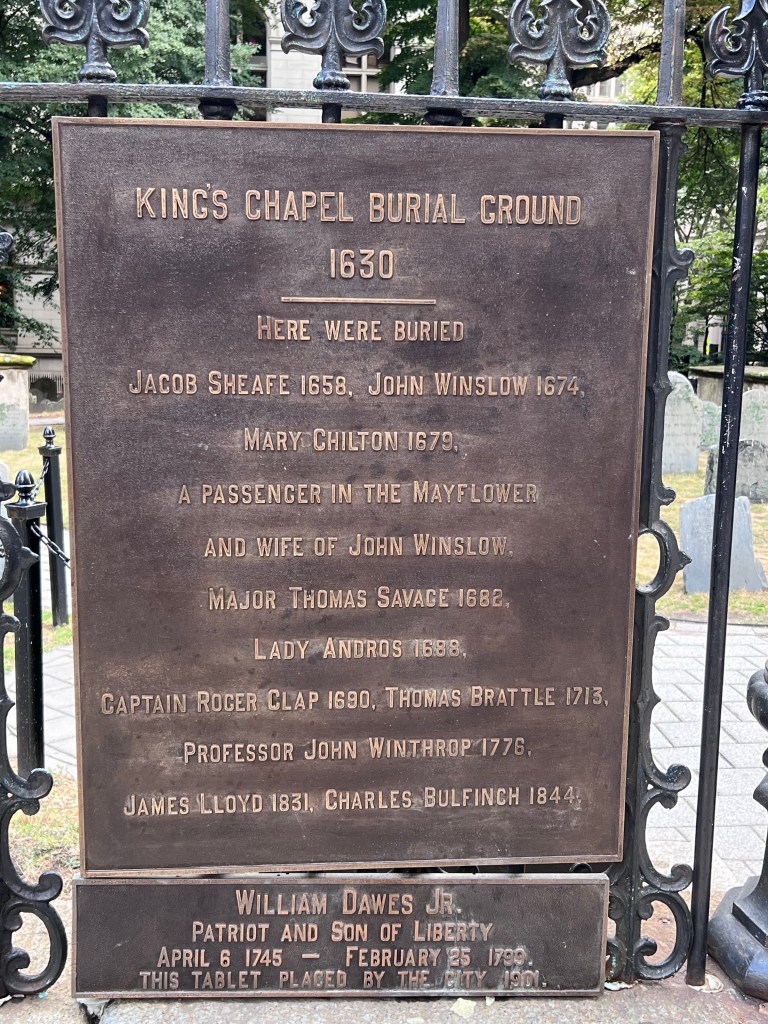 KING'S CHAPEL BURIAL GROUND
1630
HERE WERE BURIED
JACOB SHEAFE 1658, JOHN WINSLOW 1674,
MARY CHILTON 1679,
A PASSENGER IN THE MAYFLOWER
AND WIFE OF JOHN WINSLOW,
MAJOR THOMAS SAVAGE 1682,
LADY ANDROS 1688,
CAPTAIN ROGER CLAP 1690, THOMAS BRATTLE 1713,
PROFESSOR JOHN WINTHROP 1776,
JAMES LLOYD 1831, CHARLES BULFINCH 1844,
WILLIAM DAWES JR.
PATRIOT AND SON OF LIBERTY
APRIL 6 1745 — FEBRUARY 25 1799.
THIS TABLET PLACED BY THE CITY 1901.